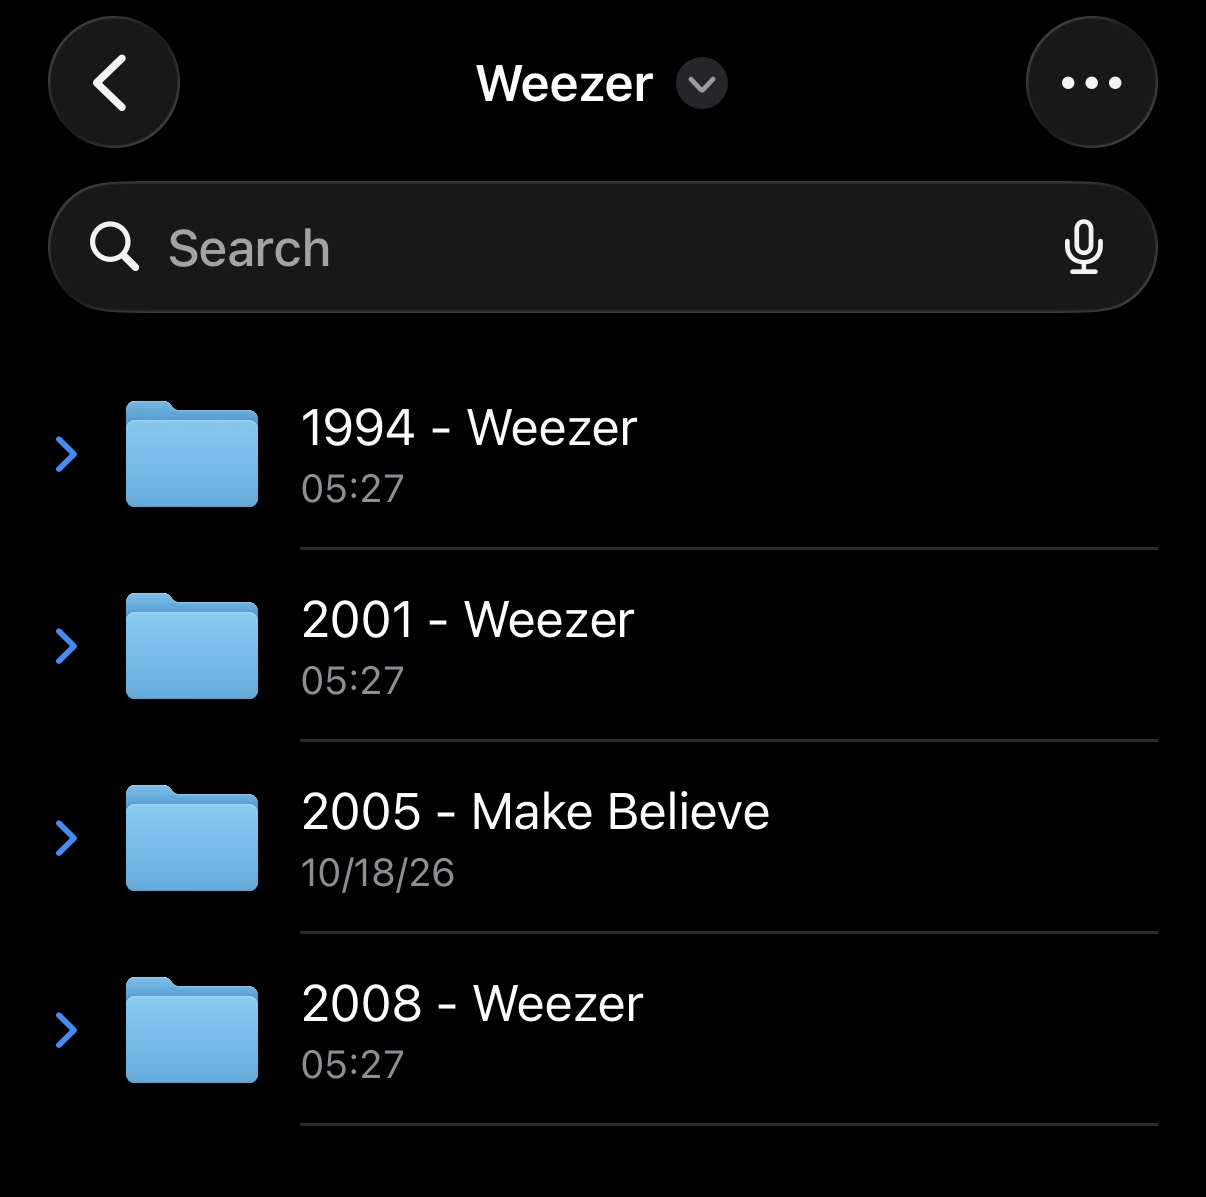 Weezer
Search
1994 - Weezer
05:27
2001 - Weezer
05:27
2005 - Make Believe
10/18/26
2008 - Weezer
05:27